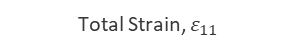 Total Strain, ε₁₁